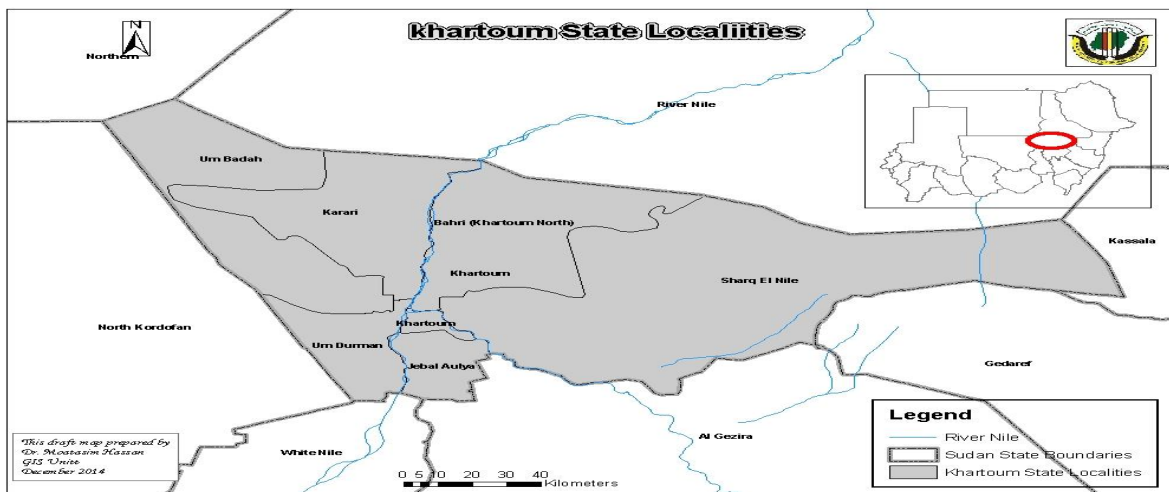 khartoum State Localiities
N
Northern
River Nile
Um Badah
Karari
Bahri (Khartoum North)
Kassala
Khartoum
Sharq El Nile
North Kordofan
Khartoum
Um Durman
Jebal Aulya
Gedaref
Al Gezira
White Nile
This draft map prepared by
Dr. Moatasim Hassan
GIS Unitt
December 2014
0 5 10 20 30 40
Kilometers
Legend
River Nile
Sudan State Boundaries
Khartoum State Localities